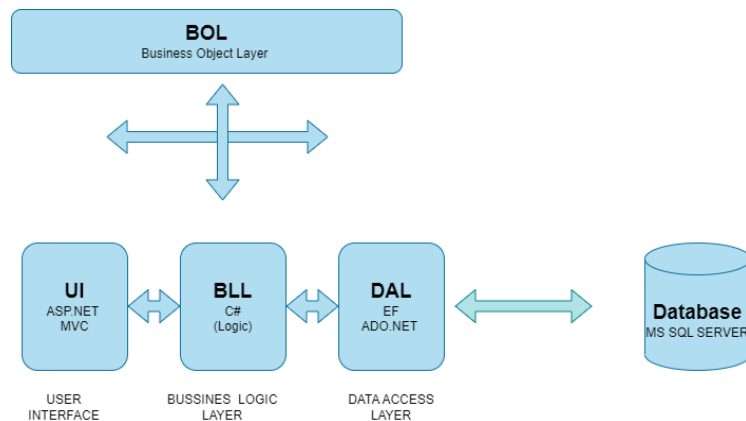 BOL
Business Object Layer
UI
ASP.NET
MVC
BLL
C#
(Logic)
DAL
EF
ADO.NET
Database
MS SQL SERVER
USER
INTERFACE
BUSSINES LOGIC
LAYER
DATA ACCESS
LAYER